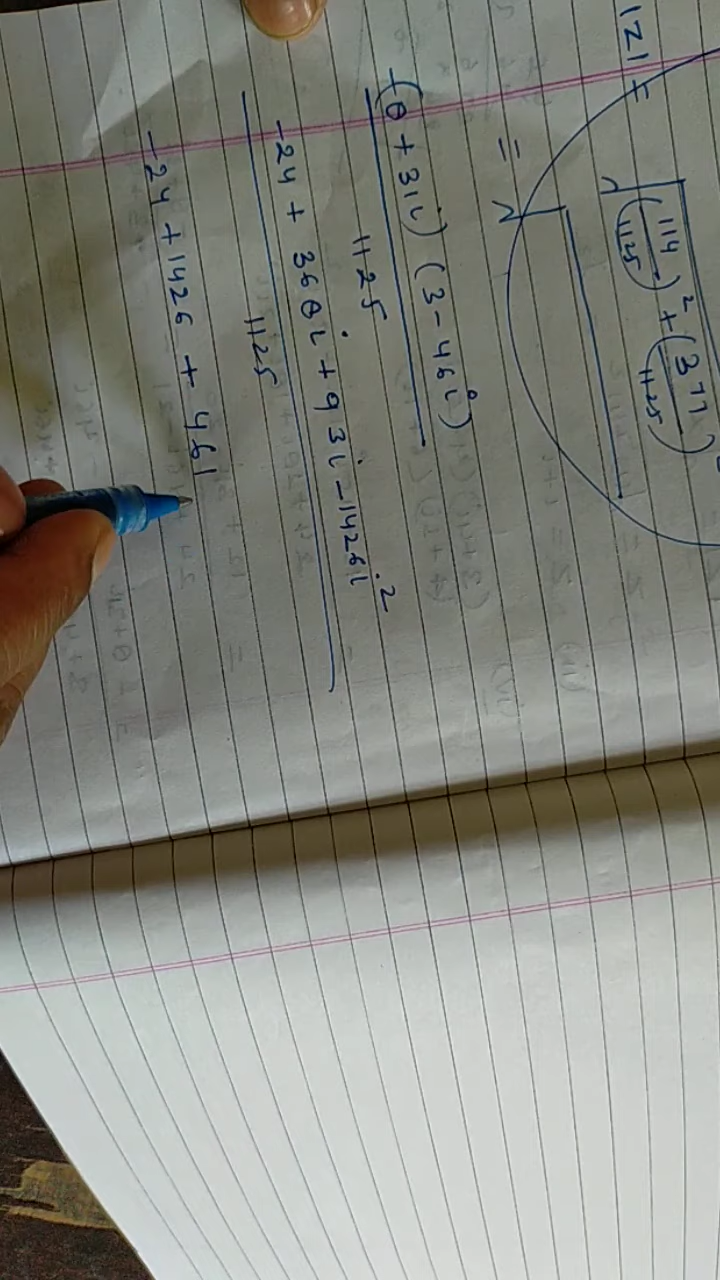 |z| = √(114/1125)² + (377/1125)²
= √
-(8 + 31i) (3 - 46i)
1125
-24 + 368i + 93i - 1426i²
1125
-24 + 1426 + 461